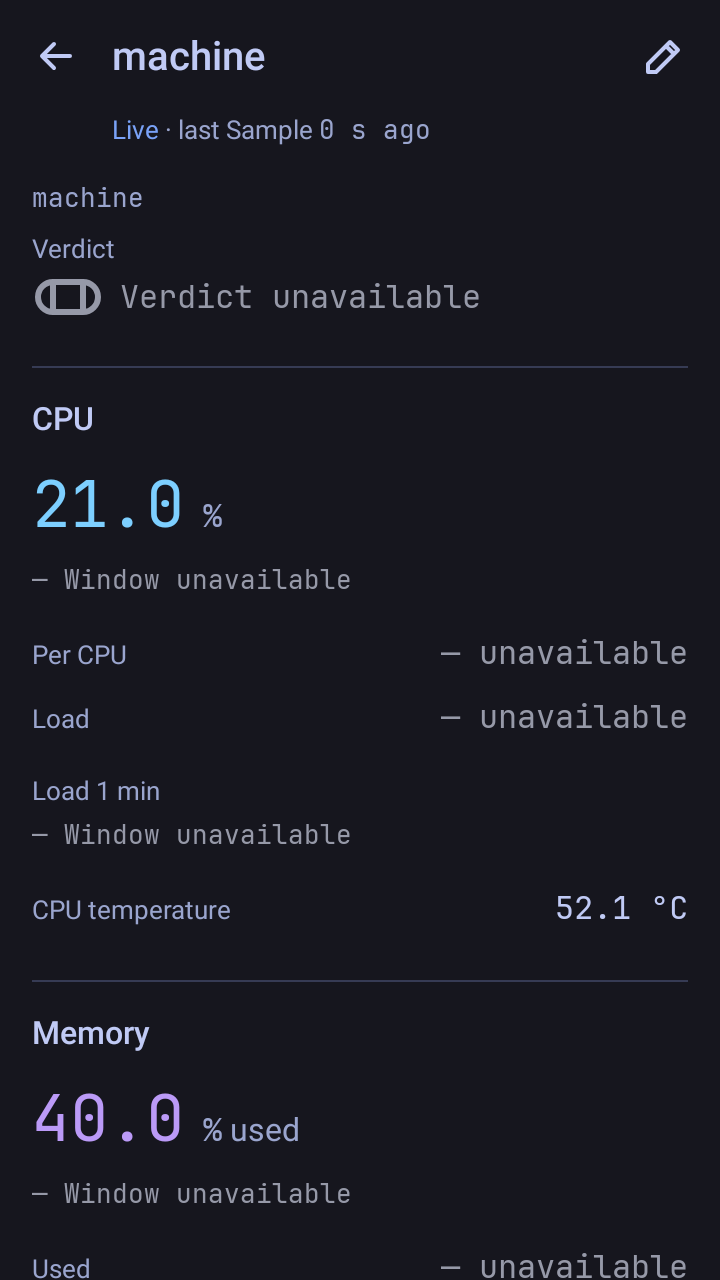 machine
Live · last Sample 0 s ago
machine
Verdict
Verdict unavailable
CPU
21.0 %
— Window unavailable
Per CPU — unavailable
Load — unavailable
Load 1 min
— Window unavailable
CPU temperature 52.1 °C
Memory
40.0 % used
— Window unavailable
Used — unavailable